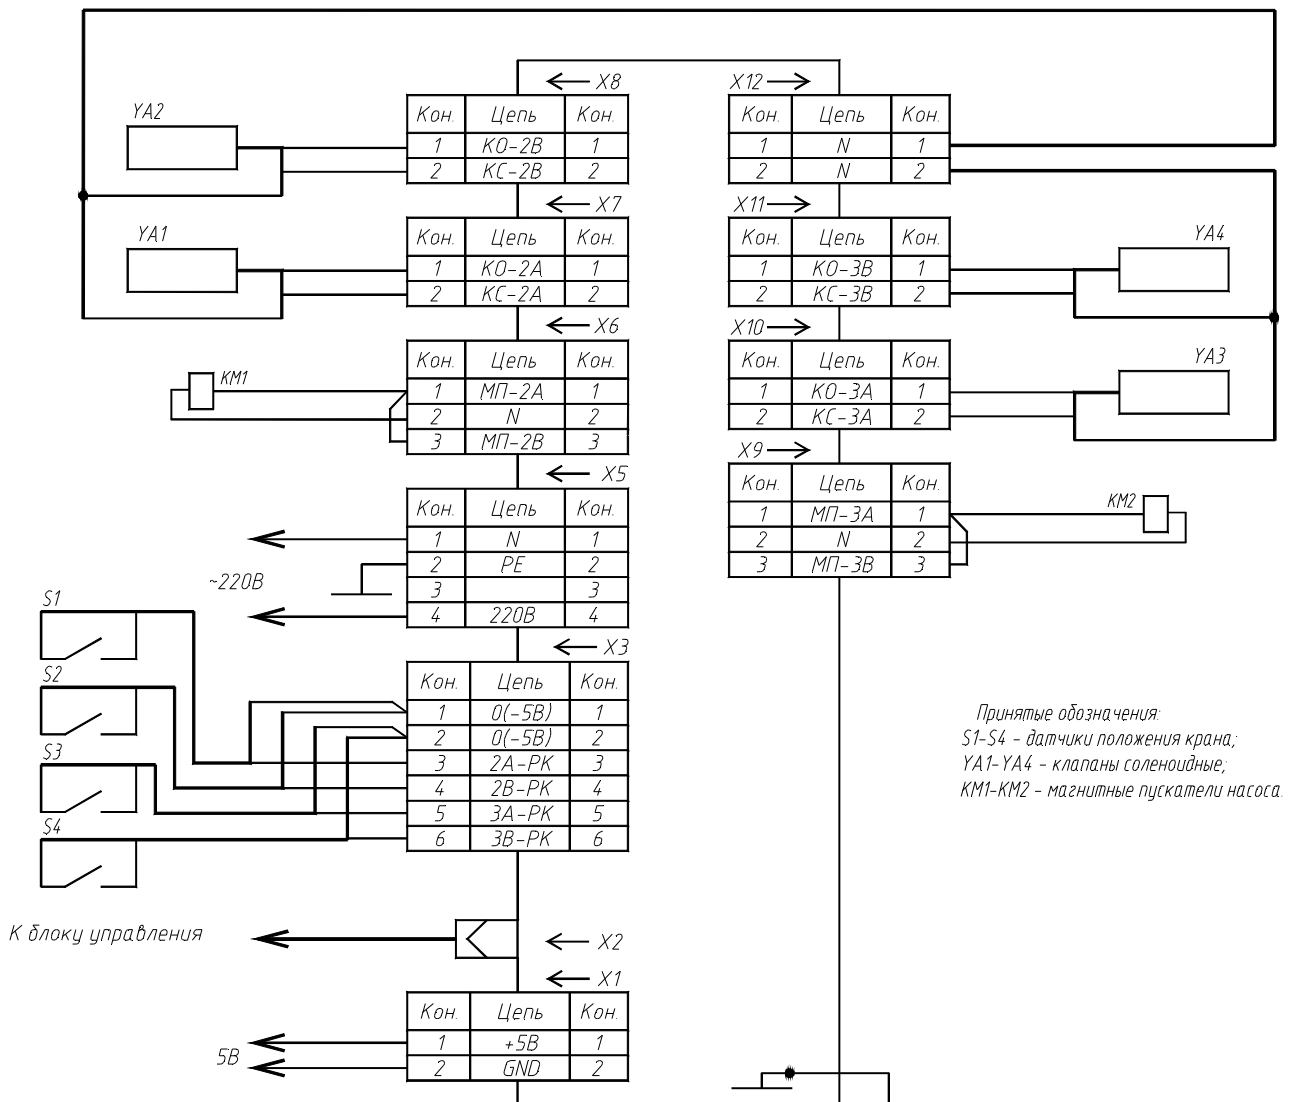 X8
Кон. Цепь Кон.
1 КО-2В 1
2 КС-2В 2
YA2
X7
Кон. Цепь Кон.
1 КО-2А 1
2 КС-2А 2
YA1
X6
Кон. Цепь Кон.
1 МП-2А 1
2 N 2
3 МП-2В 3
КМ1
X5
Кон. Цепь Кон.
1 N 1
2 РЕ 2
3 3
4 220В 4
~220В
X3
Кон. Цепь Кон.
1 0(-5В) 1
2 0(-5В) 2
3 2А-РК 3
4 2В-РК 4
5 3А-РК 5
6 3В-РК 6
S1
S2
S3
S4
К блоку управления
X2
X1
Кон. Цепь Кон.
1 +5В 1
2 GND 2
5В
X12
Кон. Цепь Кон.
1 N 1
2 N 2
X11
Кон. Цепь Кон.
1 КО-3В 1
2 КС-3В 2
YA4
X10
Кон. Цепь Кон.
1 КО-3А 1
2 КС-3А 2
YA3
X9
Кон. Цепь Кон.
1 МП-3А 1
2 N 2
3 МП-3В 3
КМ2
Принятые обозначения:
S1-S4 - датчики положения крана;
YA1-YA4 - клапаны соленоидные;
КМ1-КМ2 - магнитные пускатели насоса.